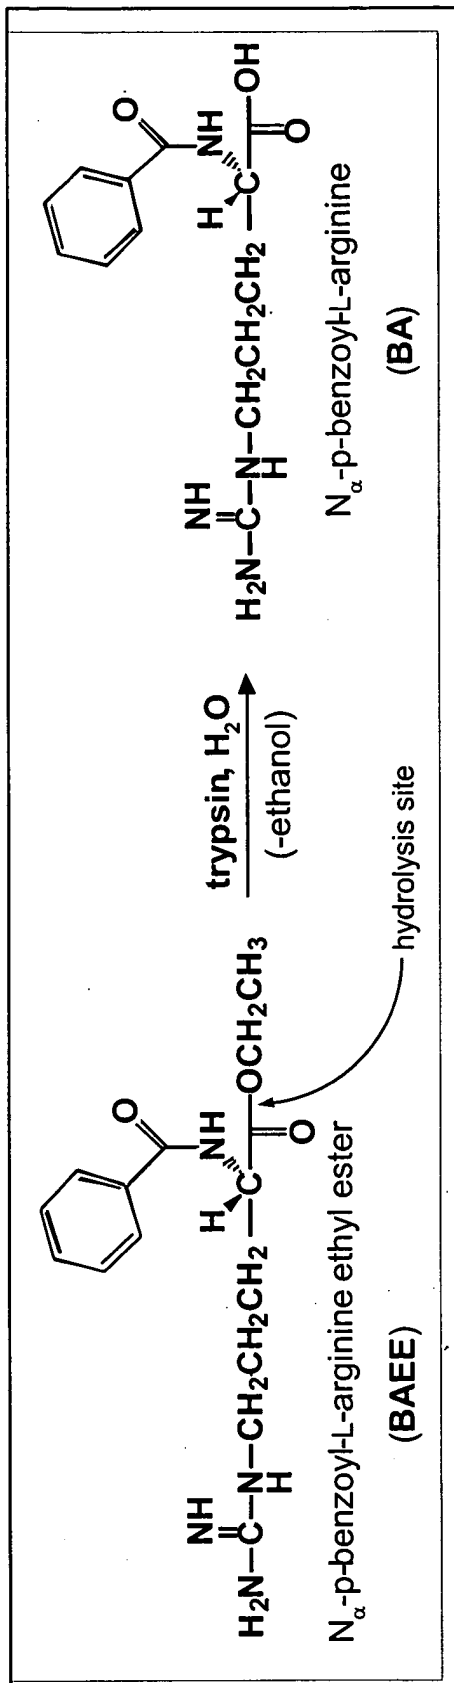 O
NH
NH
H
H₂N—C—N—CH₂CH₂CH₂—C—OCH₂CH₃
H
O
Nα-p-benzoyl-L-arginine ethyl ester
(BAEE)
hydrolysis site
trypsin, H₂O
(-ethanol)
O
NH
NH
H
H₂N—C—N—CH₂CH₂CH₂—C—OH
H
O
Nα-p-benzoyl-L-arginine
(BA)